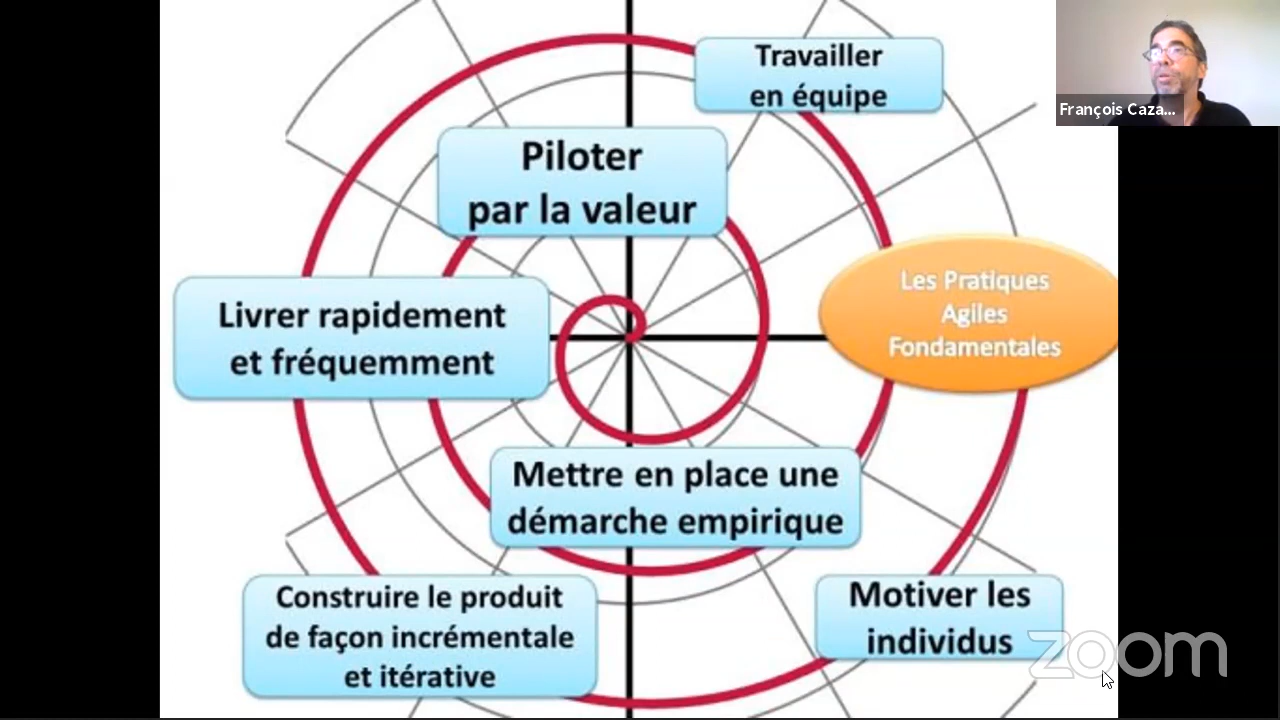 Travailler
en équipe
François Caza...
Piloter
par la valeur
Les Pratiques
Agiles
Fondamentales
Livrer rapidement
et fréquemment
Mettre en place une
démarche empirique
Construire le produit
de façon incrémentale
et itérative
Motiver les
individus
zoom